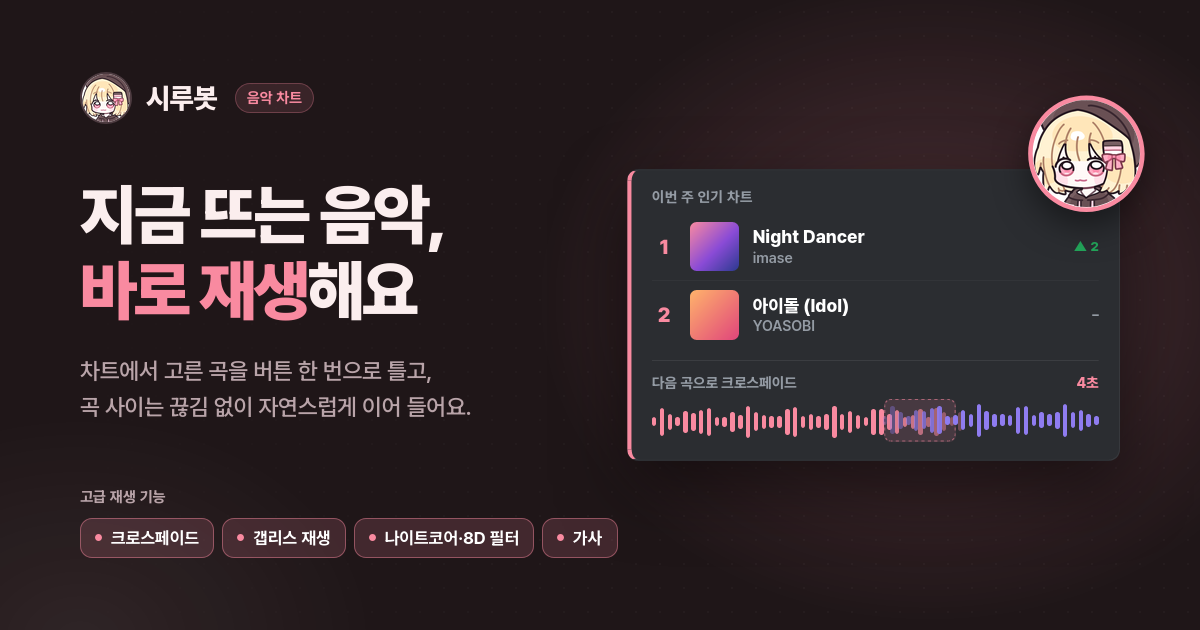 시루봇
음악 차트
지금 뜨는 음악,
바로 재생해요
차트에서 고른 곡을 버튼 한 번으로 틀고,
곡 사이는 끊김 없이 자연스럽게 이어 들어요.
고급 재생 기능
크로스페이드
갭리스 재생
나이트코어·8D 필터
가사
이번 주 인기 차트
1
Night Dancer
imase
▲ 2
2
아이돌 (Idol)
YOASOBI
–
다음 곡으로 크로스페이드
4초